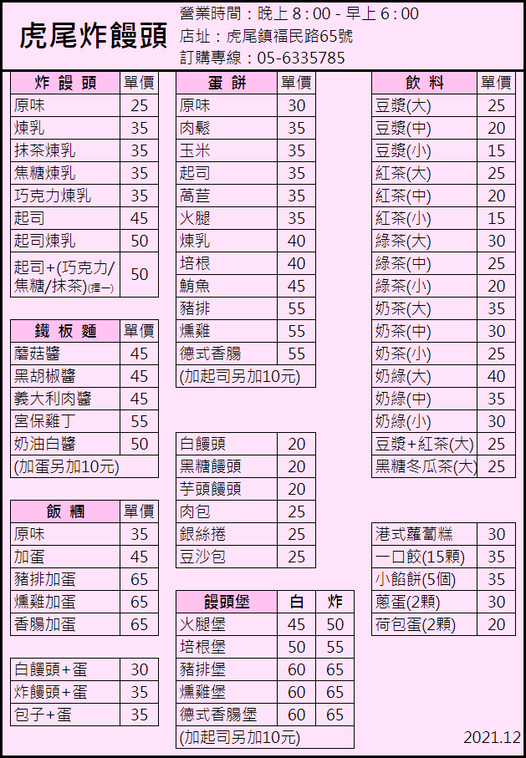 虎尾炸饅頭
營業時間：晚上 8 : 00 - 早上 6 : 00
店址：虎尾鎮福民路65號
訂購專線：05-6335785
炸 饅 頭 單價
原味 25
煉乳 35
抹茶煉乳 35
焦糖煉乳 35
巧克力煉乳 35
起司 45
起司煉乳 50
起司+(巧克力/
焦糖/抹茶)(擇一) 50
鐵 板 麵 單價
蘑菇醬 45
黑胡椒醬 45
義大利肉醬 45
宮保雞丁 55
奶油白醬 50
(加蛋另加10元)
飯 糰 單價
原味 35
加蛋 45
豬排加蛋 65
燻雞加蛋 65
香腸加蛋 65
白饅頭+蛋 30
炸饅頭+蛋 35
包子+蛋 35
蛋 餅 單價
原味 30
肉鬆 35
玉米 35
起司 35
萵苣 35
火腿 35
煉乳 40
培根 40
鮪魚 45
豬排 55
燻雞 55
德式香腸 55
(加起司另加10元)
白饅頭 20
黑糖饅頭 20
芋頭饅頭 20
肉包 25
銀絲捲 25
豆沙包 25
饅頭堡 白 炸
火腿堡 45 50
培根堡 50 55
豬排堡 60 65
燻雞堡 60 65
德式香腸堡 60 65
(加起司另加10元)
飲 料 單價
豆漿(大) 25
豆漿(中) 20
豆漿(小) 15
紅茶(大) 25
紅茶(中) 20
紅茶(小) 15
綠茶(大) 30
綠茶(中) 25
綠茶(小) 20
奶茶(大) 35
奶茶(中) 30
奶茶(小) 25
奶綠(大) 40
奶綠(中) 35
奶綠(小) 30
豆漿+紅茶(大) 25
黑糖冬瓜茶(大) 25
港式蘿蔔糕 30
一口餃(15顆) 35
小餡餅(5個) 35
蔥蛋(2顆) 30
荷包蛋(2顆) 20
2021.12